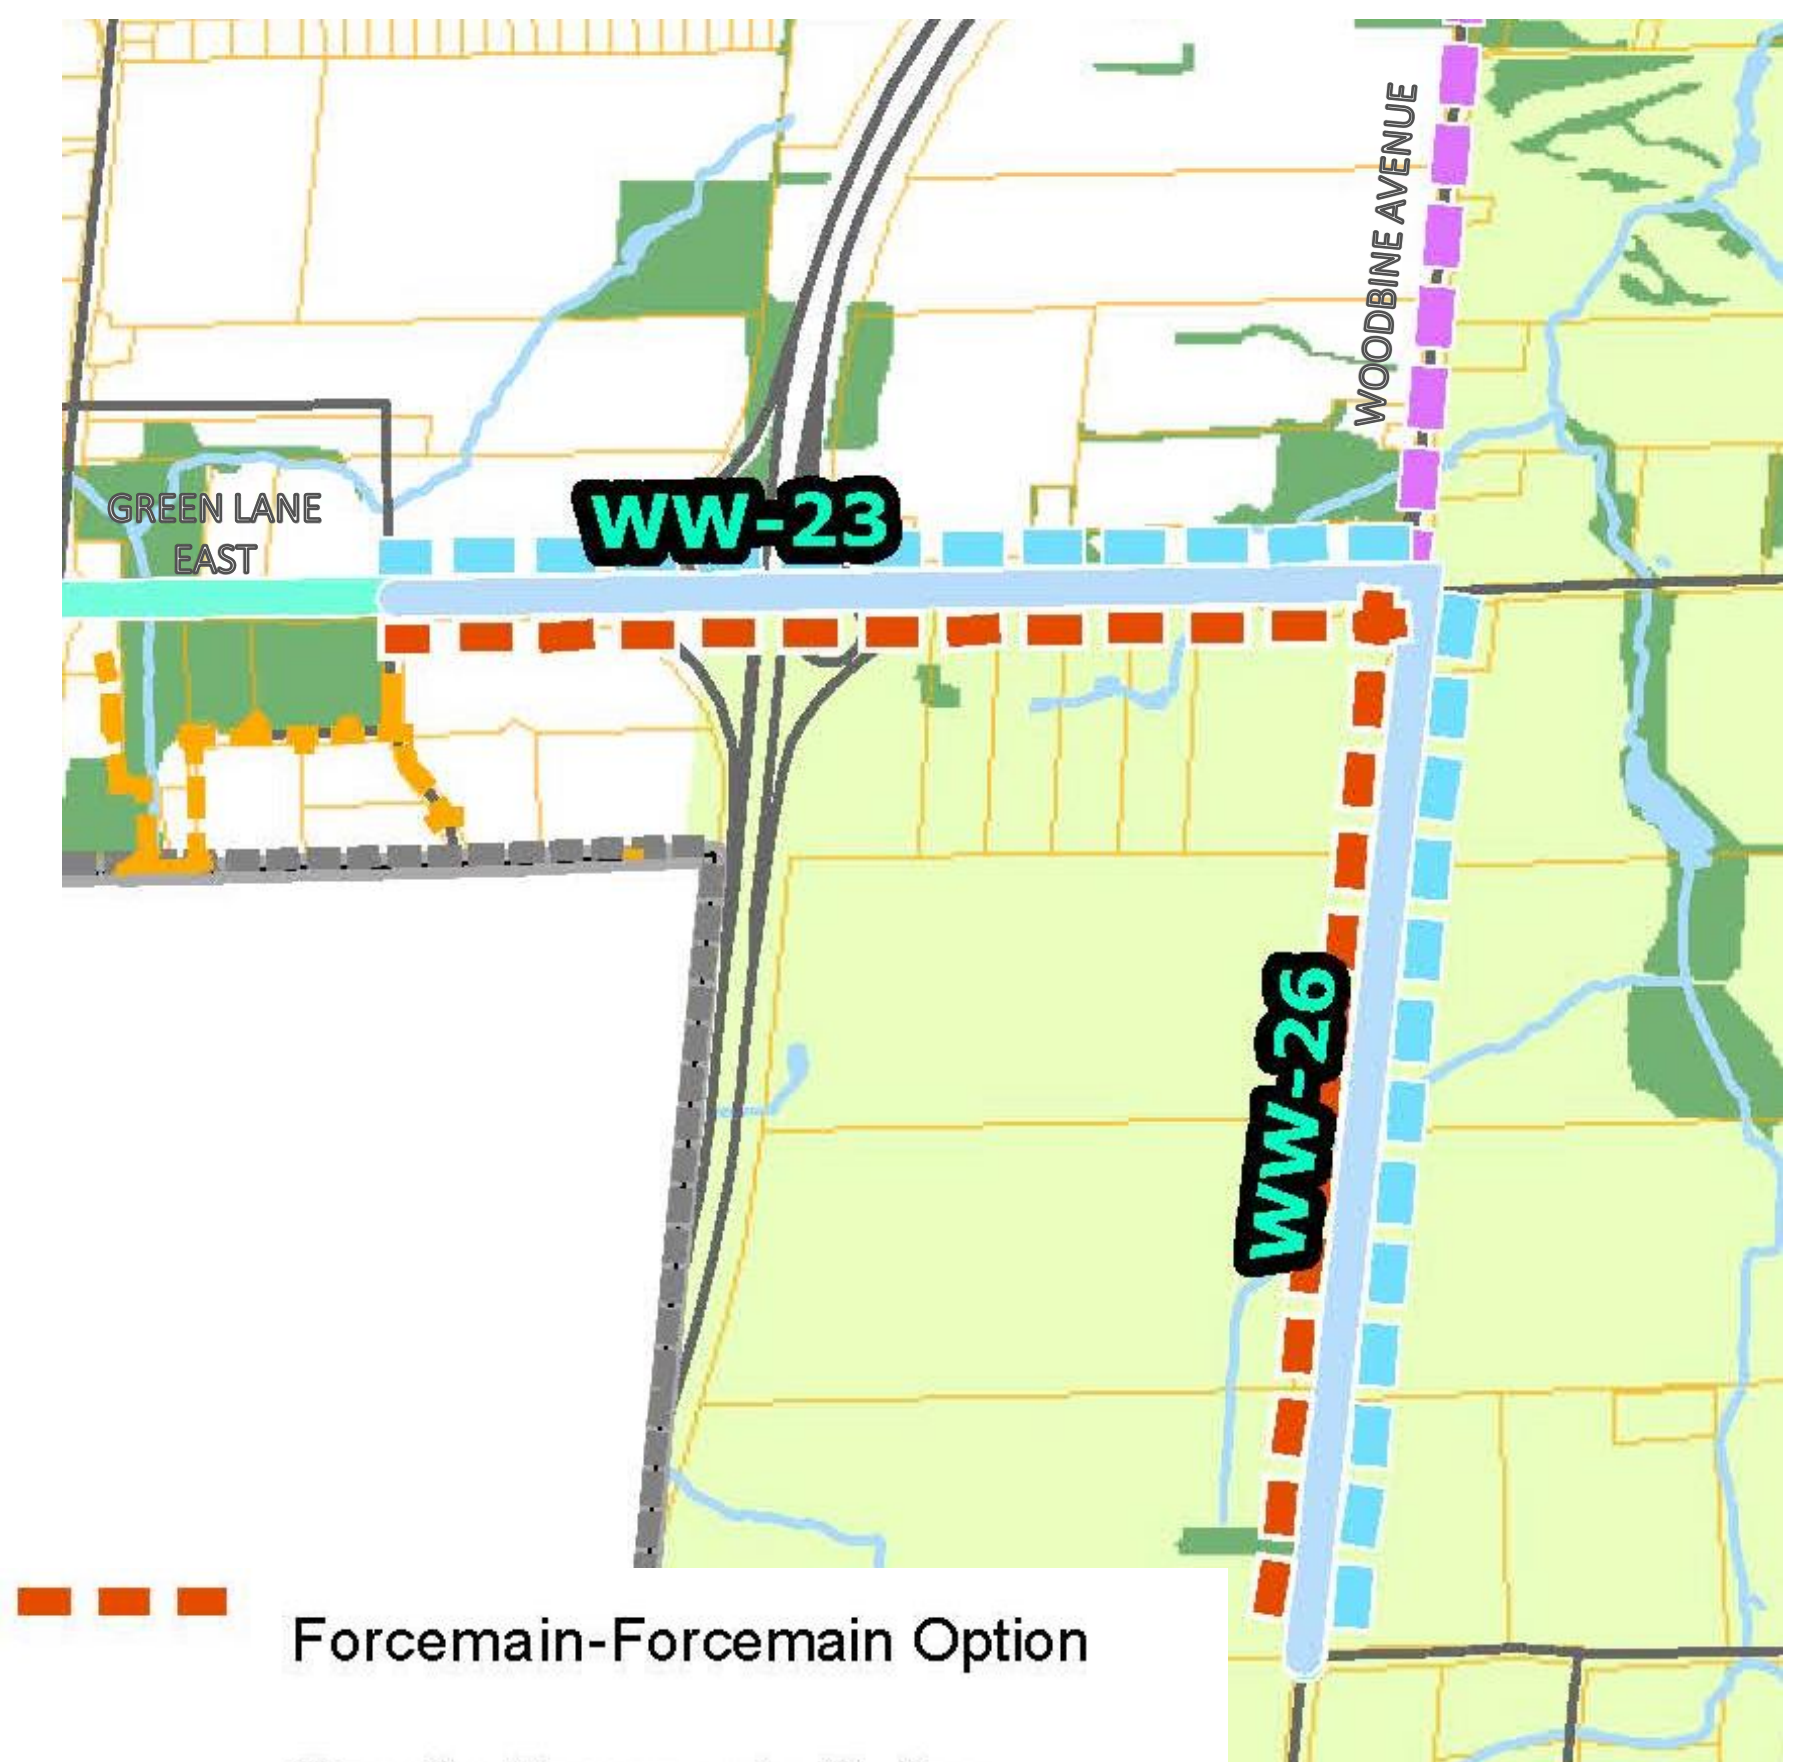 WOODBINE AVENUE
GREEN LANE
EAST
WW-23
WW-26
Forcemain-Forcemain Option